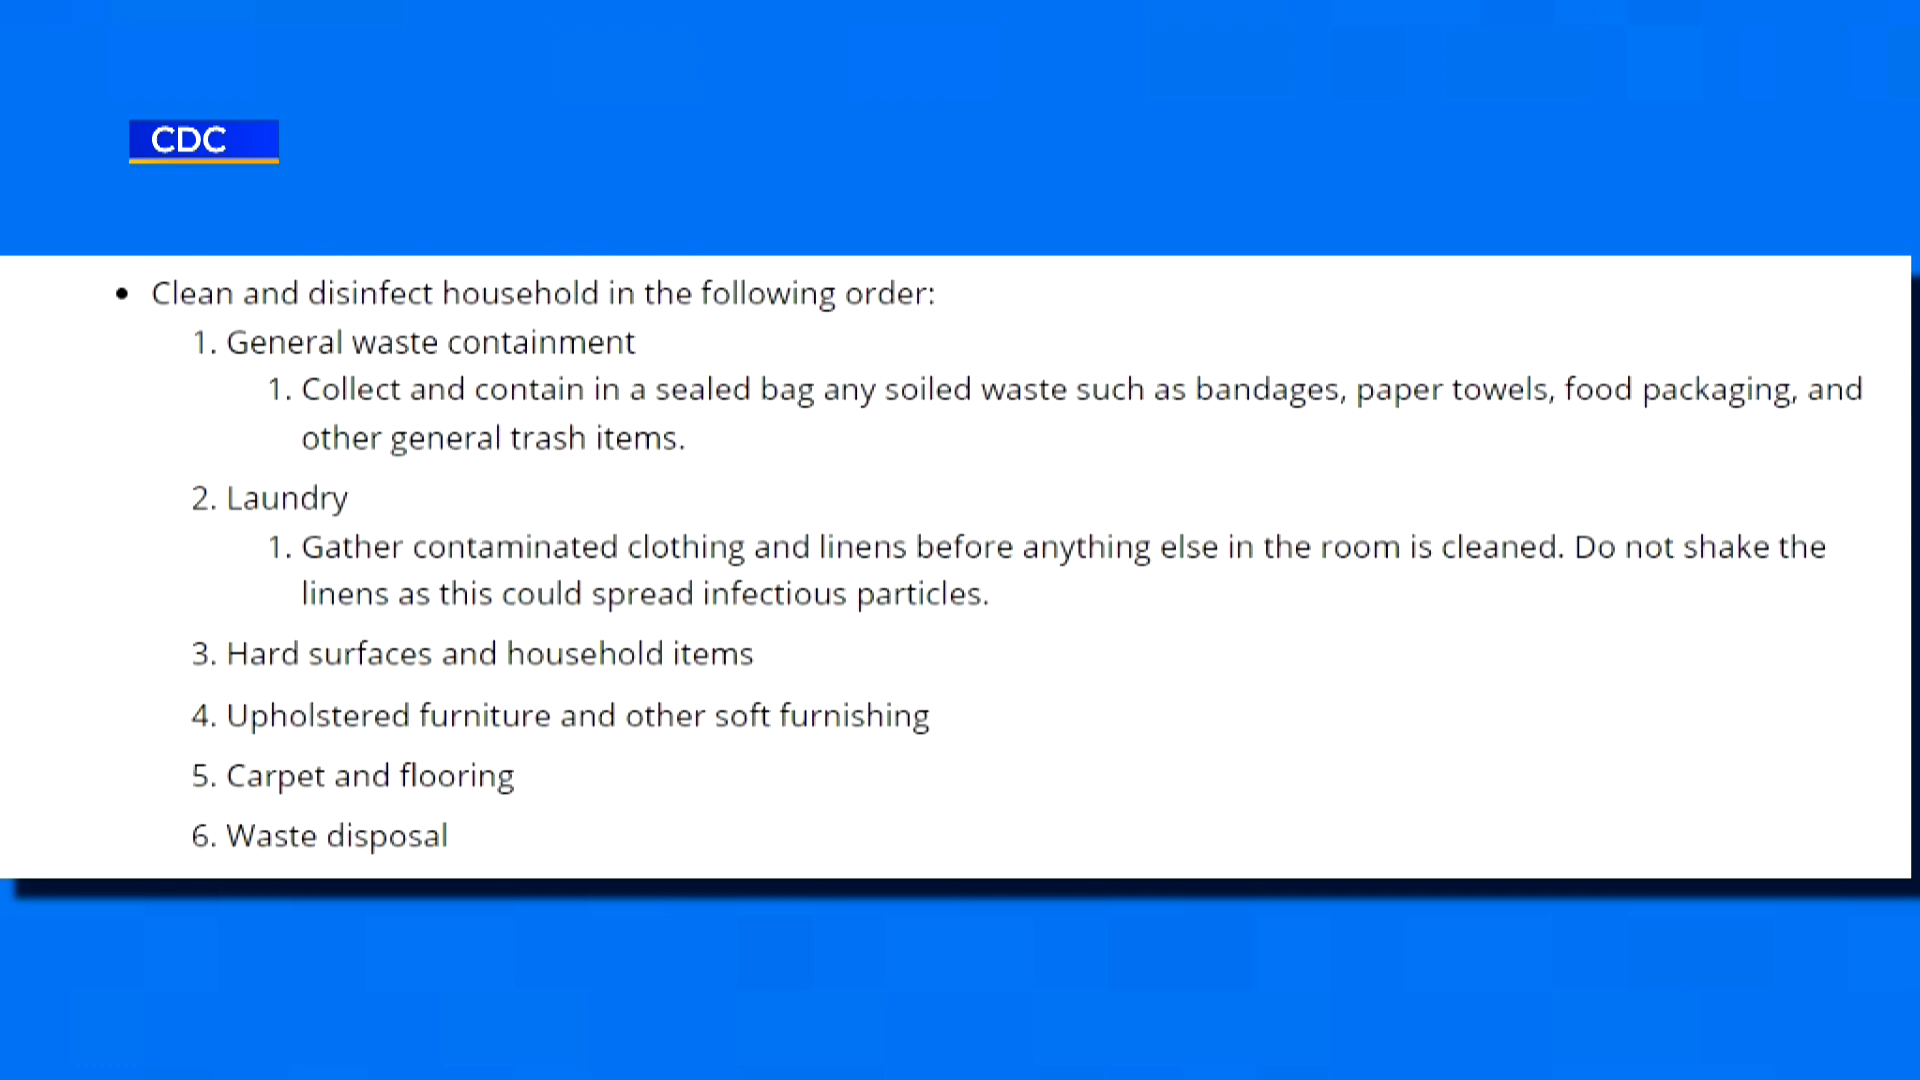 CDC
• Clean and disinfect household in the following order:
1. General waste containment
1. Collect and contain in a sealed bag any soiled waste such as bandages, paper towels, food packaging, and
other general trash items.
2. Laundry
1. Gather contaminated clothing and linens before anything else in the room is cleaned. Do not shake the
linens as this could spread infectious particles.
3. Hard surfaces and household items
4. Upholstered furniture and other soft furnishing
5. Carpet and flooring
6. Waste disposal